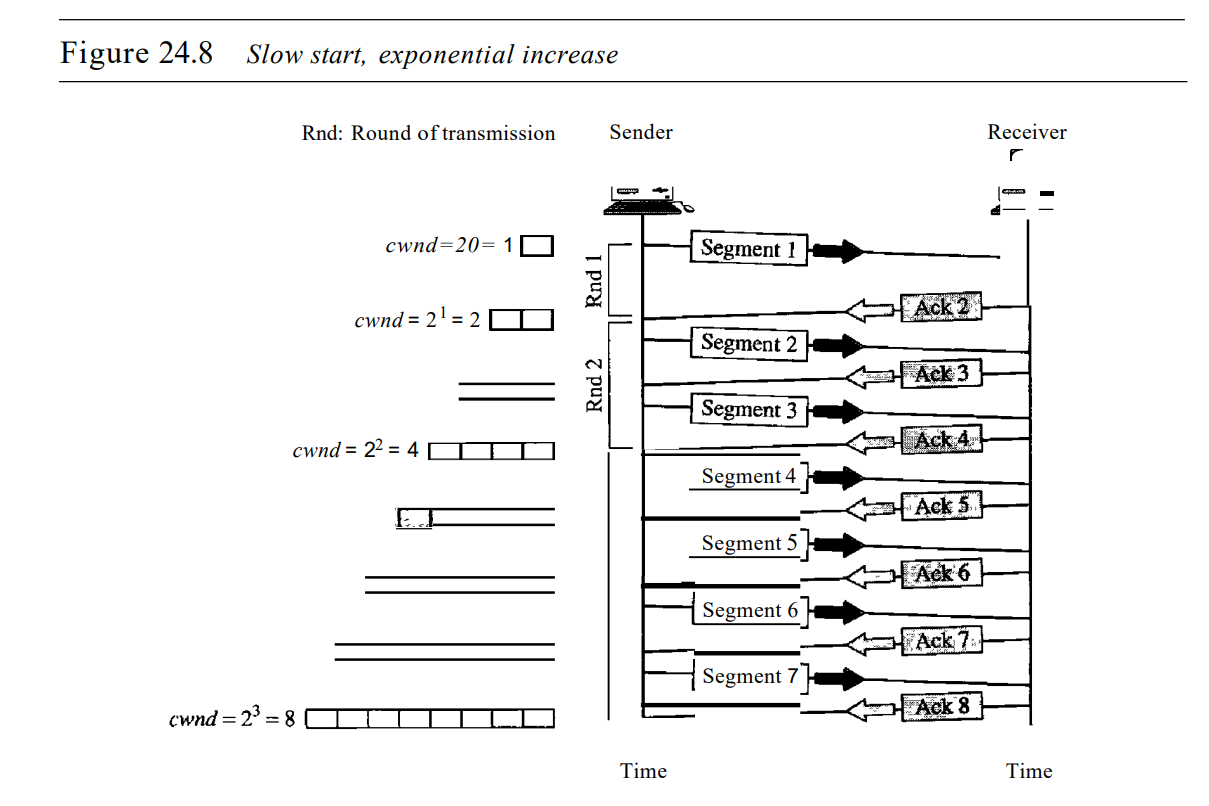 Figure 24.8 Slow start, exponential increase
Rnd: Round of transmission Sender Receiver
cwnd=20= 1
Rnd 1
Segment 1
Ack 2
cwnd = 2^1 = 2
Rnd 2
Segment 2
Ack 3
Segment 3
Ack 4
cwnd = 2^2 = 4
Segment 4
Ack 5
Segment 5
Ack 6
Segment 6
Ack 7
Segment 7
Ack 8
cwnd = 2^3 = 8
Time Time